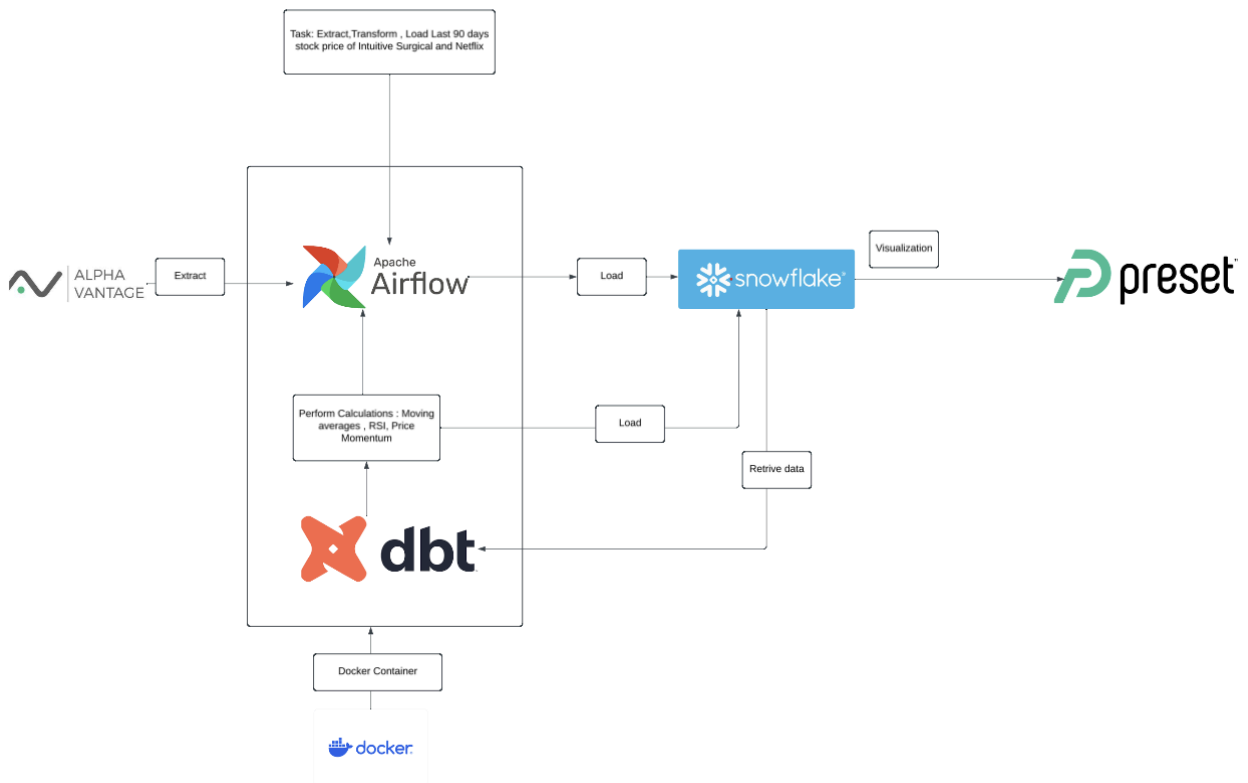 Task: Extract,Transform , Load Last 90 days
stock price of Intuitive Surgical and Netflix
ALPHA
VANTAGE
Extract
Apache
Airflow
Load
snowflake®
Visualization
preset™
Perform Calculations : Moving
averages , RSI, Price
Momentum
Load
Retrive data
dbt
Docker Container
docker